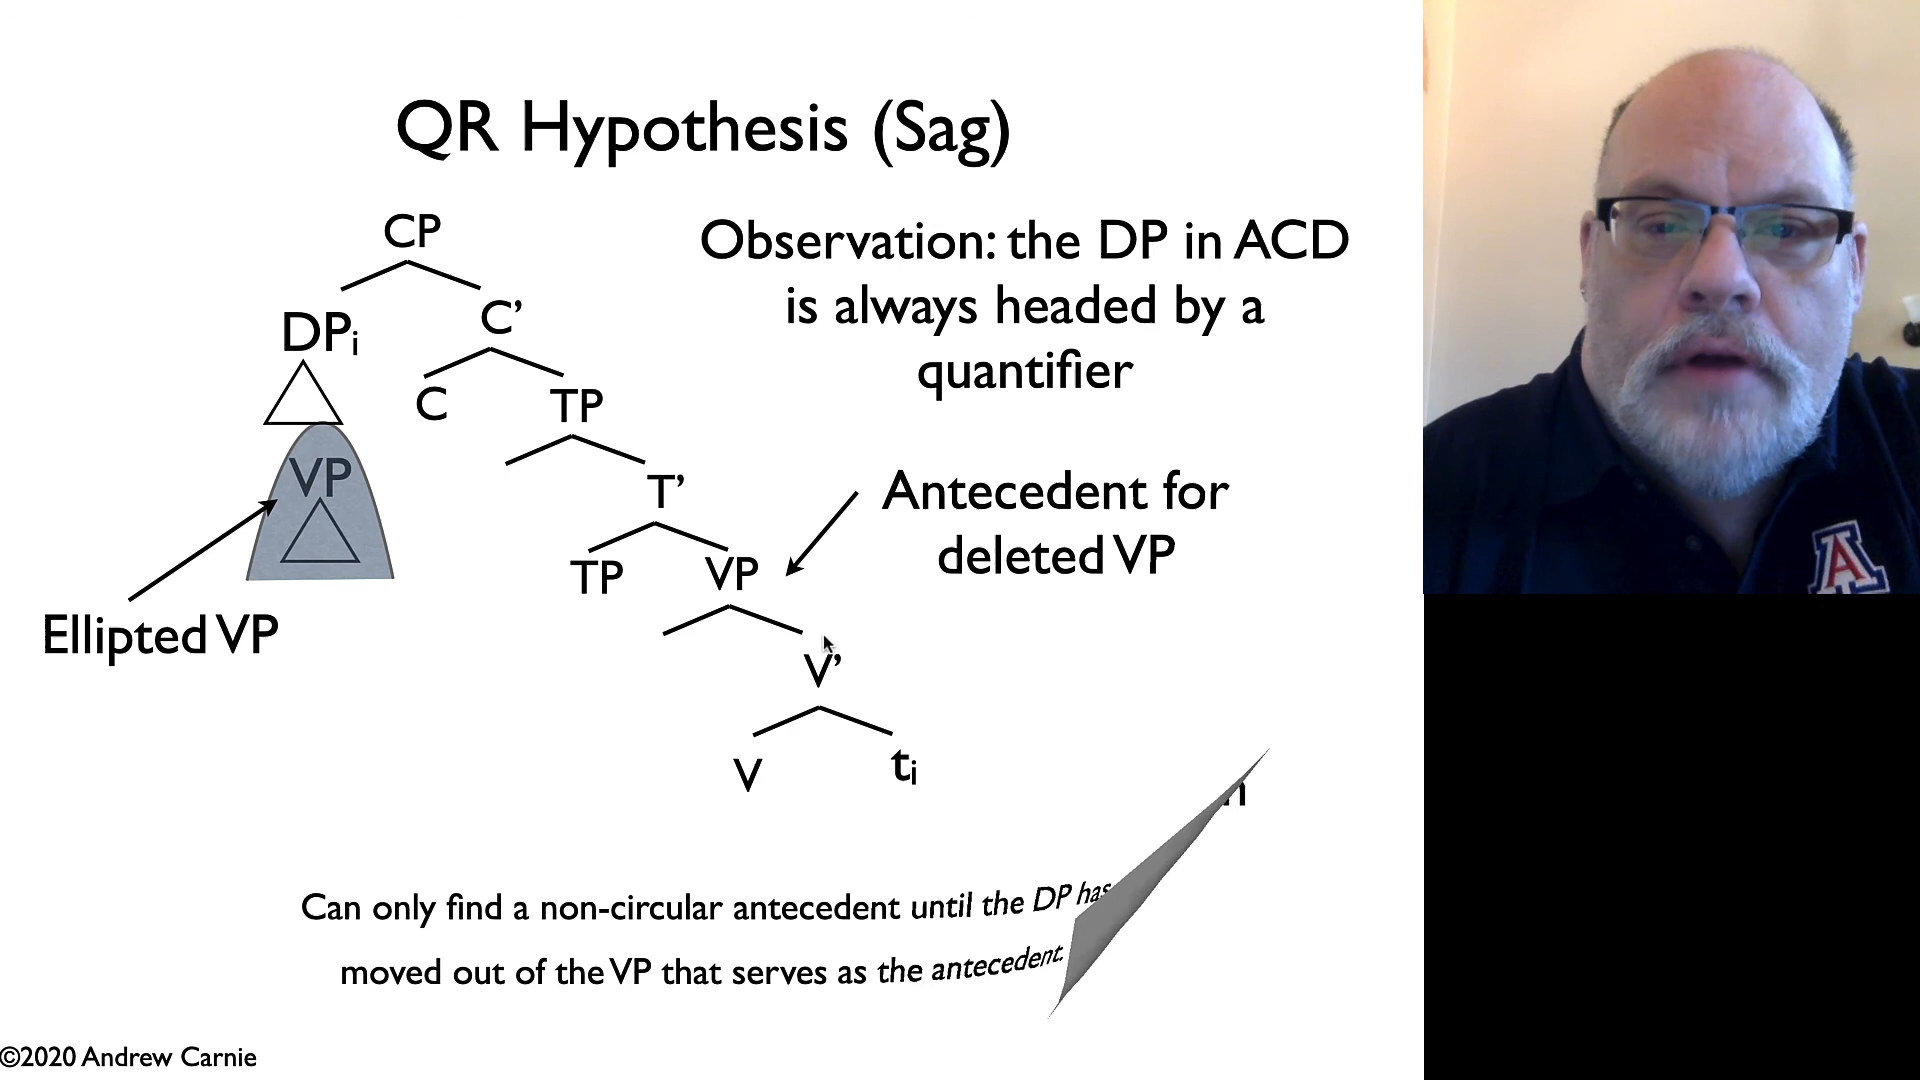 QR Hypothesis (Sag)
CP
DPi
C’
C
TP
VP
T’
TP
VP
V’
V
ti
Ellipted VP
Observation: the DP in ACD
is always headed by a
quantifier
Antecedent for
deleted VP
Can only find a non-circular antecedent until the DP has
moved out of the VP that serves as the antecedent.
©2020 Andrew Carnie
A